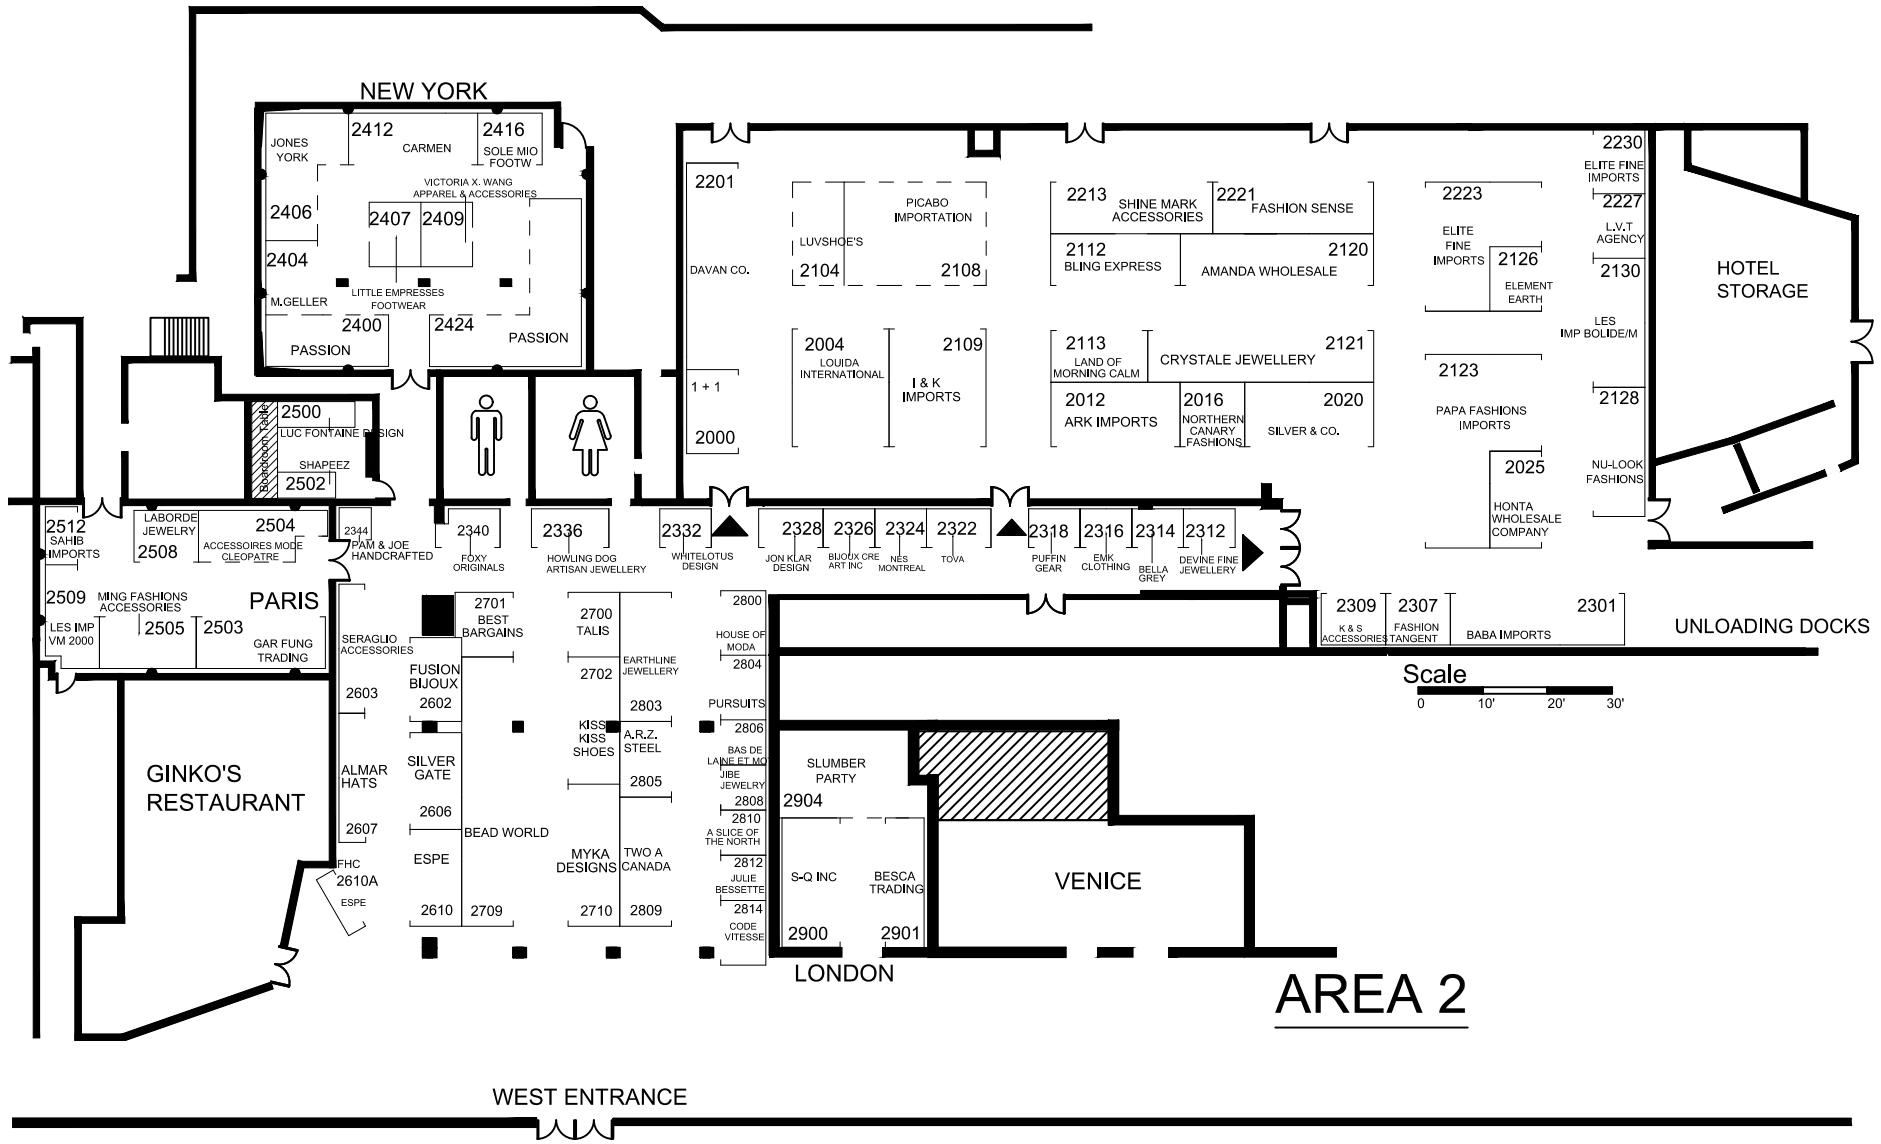 NEW YORK
2412
2416
JONES
YORK
CARMEN
SOLE MIO
FOOTW
VICTORIA X. WANG
APPAREL & ACCESSORIES
2406
2407
2409
2404
M.GELLER
LITTLE EMPRESSES
FOOTWEAR
2400
2424
PASSION
PASSION
2201
DAVAN CO.
1 + 1
2000
PICABO
IMPORTATION
LUVSHOE'S
2104
2108
2004
2109
LOUIDA
INTERNATIONAL
I & K
IMPORTS
2213
SHINE MARK
ACCESSORIES
2221
FASHION SENSE
2112
BLING EXPRESS
2120
AMANDA WHOLESALE
2113
LAND OF
MORNING CALM
2121
CRYSTALE JEWELLERY
2012
ARK IMPORTS
2016
NORTHERN
CANARY
FASHIONS
2020
SILVER & CO.
2223
ELITE
FINE
IMPORTS
2126
ELEMENT
EARTH
2123
PAPA FASHIONS
IMPORTS
2025
HONTA
WHOLESALE
COMPANY
2230
ELITE FINE
IMPORTS
2227
L.V.T
AGENCY
2130
LES
IMP BOLIDE/M
2128
NU-LOOK
FASHIONS
HOTEL
STORAGE
Boardroom Table
2500
LUC FONTAINE DESIGN
SHAPEEZ
2502
2512
SAHIB
IMPORTS
LABORDE
JEWELRY
2508
2504
ACCESSOIRES MODE
CLEOPATRE
2509
MING FASHIONS
ACCESSORIES
PARIS
LES IMP
VM 2000
2505
2503
GAR FUNG
TRADING
2344
PAM & JOE
HANDCRAFTED
2340
FOXY
ORIGINALS
2336
HOWLING DOG
ARTISAN JEWELLERY
2332
WHITELOTUS
DESIGN
2328
JON KLAR
DESIGN
2326
BIJOUX CRE
ART INC
2324
NES
MONTREAL
2322
TOVA
2318
PUFFIN
GEAR
2316
EMK
CLOTHING
2314
BELLA
GREY
2312
DEVINE FINE
JEWELLERY
2309
K & S
ACCESSORIES
2307
FASHION
TANGENT
2301
BABA IMPORTS
UNLOADING DOCKS
Scale
0 10' 20' 30'
SERAGLIO
ACCESSORIES
2603
ALMAR
HATS
2607
FHC
2610A
ESPE
2701
BEST
BARGAINS
FUSION
BIJOUX
2602
SILVER
GATE
2606
BEAD WORLD
ESPE
2610
2709
2700
TALIS
2702
EARTHLINE
JEWELLERY
2803
KISS
KISS
SHOES
A.R.Z.
STEEL
2805
MYKA
DESIGNS
TWO A
CANADA
2710
2809
2800
HOUSE OF
MODA
2804
PURSUITS
2806
BAS DE
LAINE ET MOT
JIBE
JEWELRY
2808
2810
A SLICE OF
THE NORTH
2812
JULIE
BESSETTE
2814
CODE
VITESSE
SLUMBER
PARTY
2904
S-Q INC
BESCA
TRADING
2900
2901
LONDON
VENICE
GINKO'S
RESTAURANT
AREA 2
WEST ENTRANCE